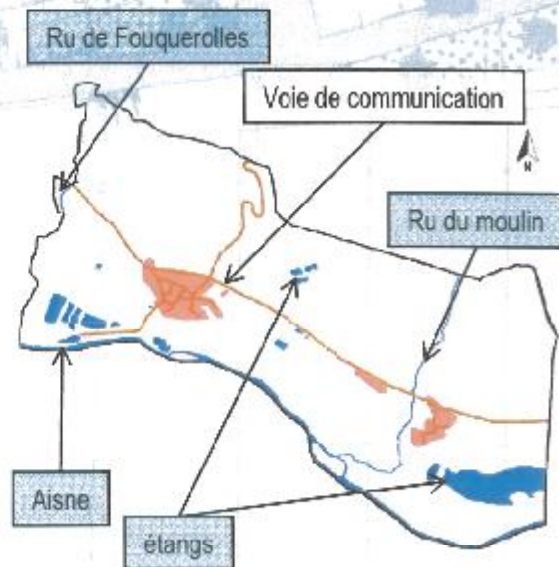 Ru de Fouquerolles
Voie de communication
N
Ru du moulin
Aisne
étangs